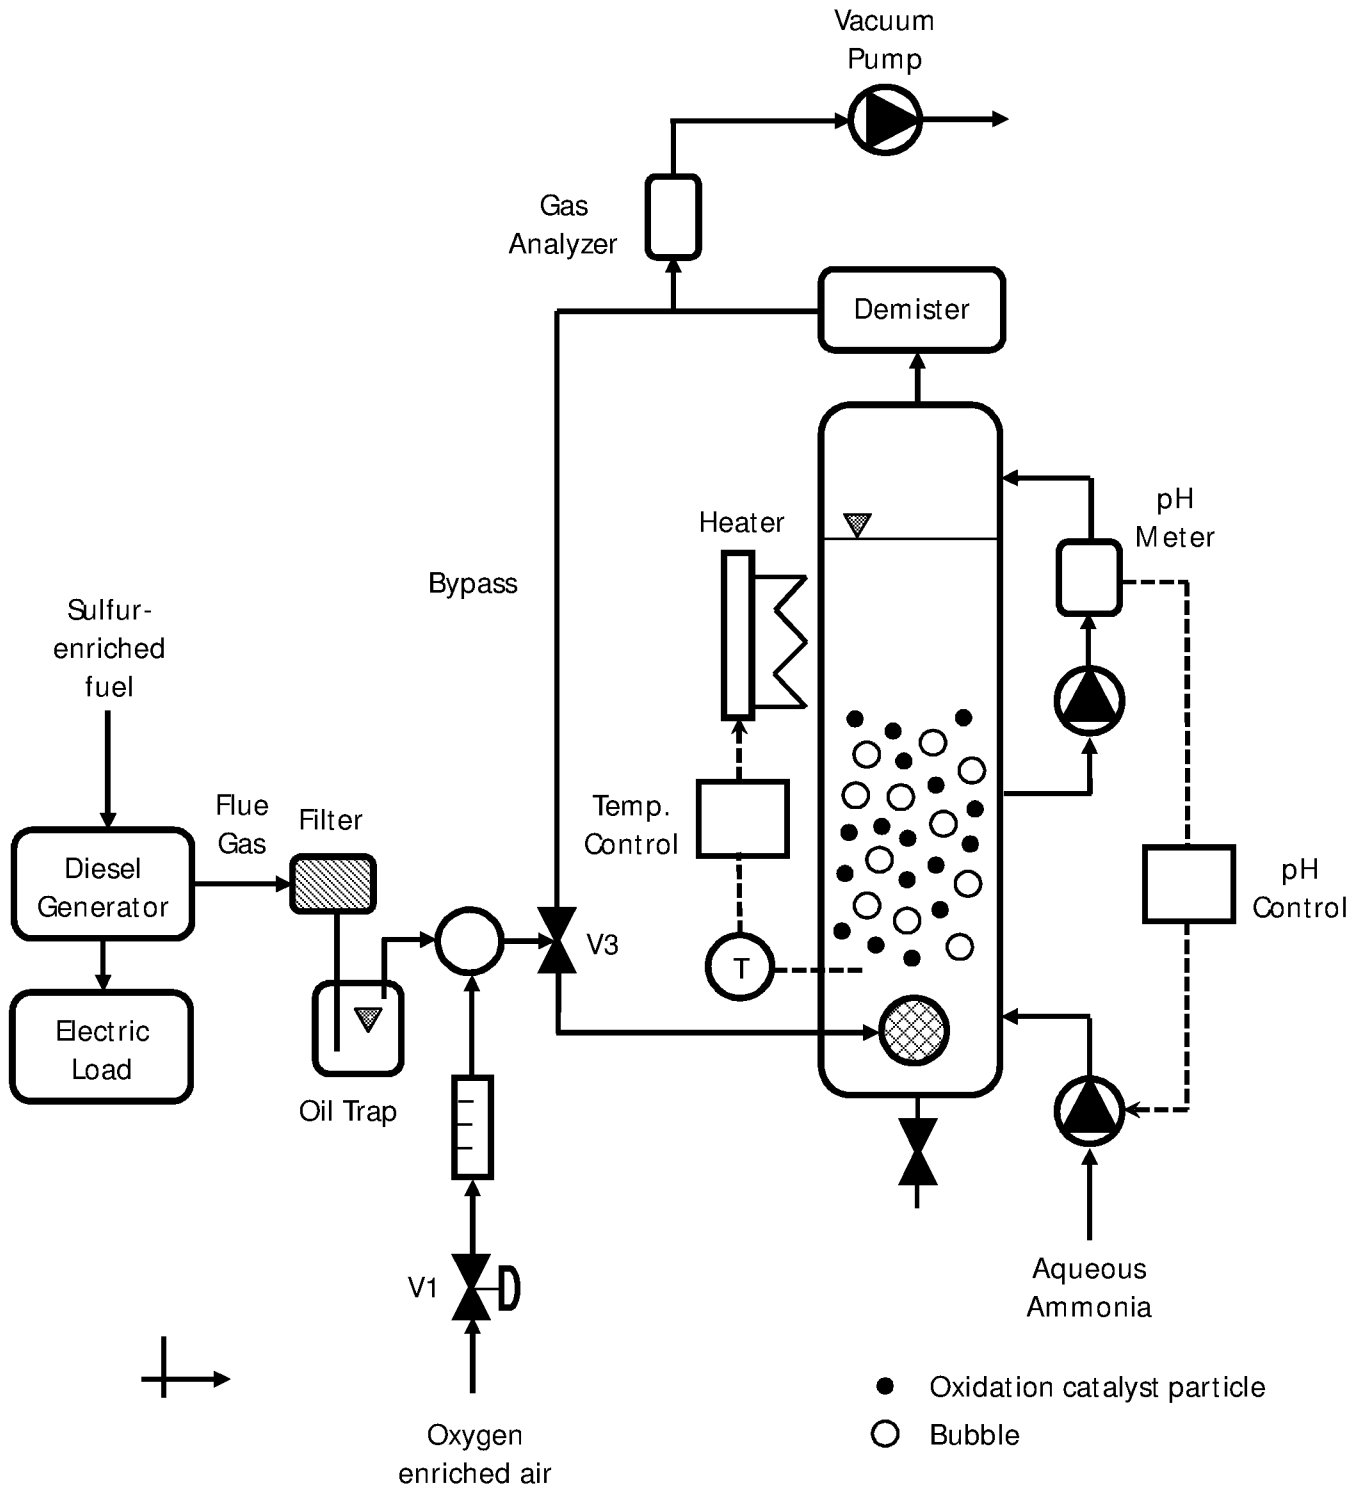 Vacuum
Pump
Gas
Analyzer
Demister
Heater
pH
Meter
Bypass
Sulfur-
enriched
fuel
Flue
Gas
Filter
Temp.
Control
Diesel
Generator
pH
Control
V3
T
Electric
Load
Oil Trap
V1
Aqueous
Ammonia
Oxidation catalyst particle
Bubble
Oxygen
enriched air